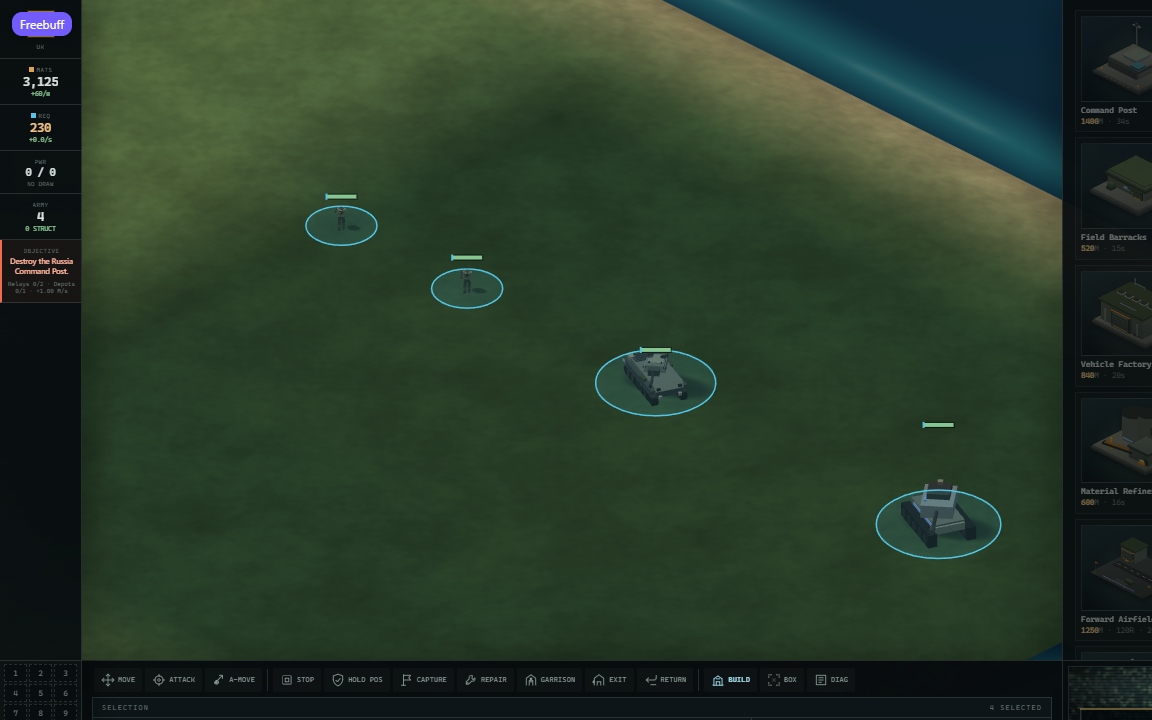 Freebuff
UK
MATS
3,125
+60/m
REQ
230
+0.0/s
PWR
0 / 0
NO DRAW
ARMY
4
0 STRUCT
OBJECTIVE
Destroy the Russia
Command Post.
Relays 0/2 · Depots
0/1 · +1.00 M/s
Command Post
1400M · 34s
Field Barracks
520M · 15s
Vehicle Factory
840M · 20s
Material Refine
600M · 16s
Forward Airfiel
1250M · 120R · 2
1 2 3
4 5 6
7 8 9
MOVE ATTACK A-MOVE STOP HOLD POS CAPTURE REPAIR GARRISON EXIT RETURN BUILD BOX DIAG
SELECTION 4 SELECTED